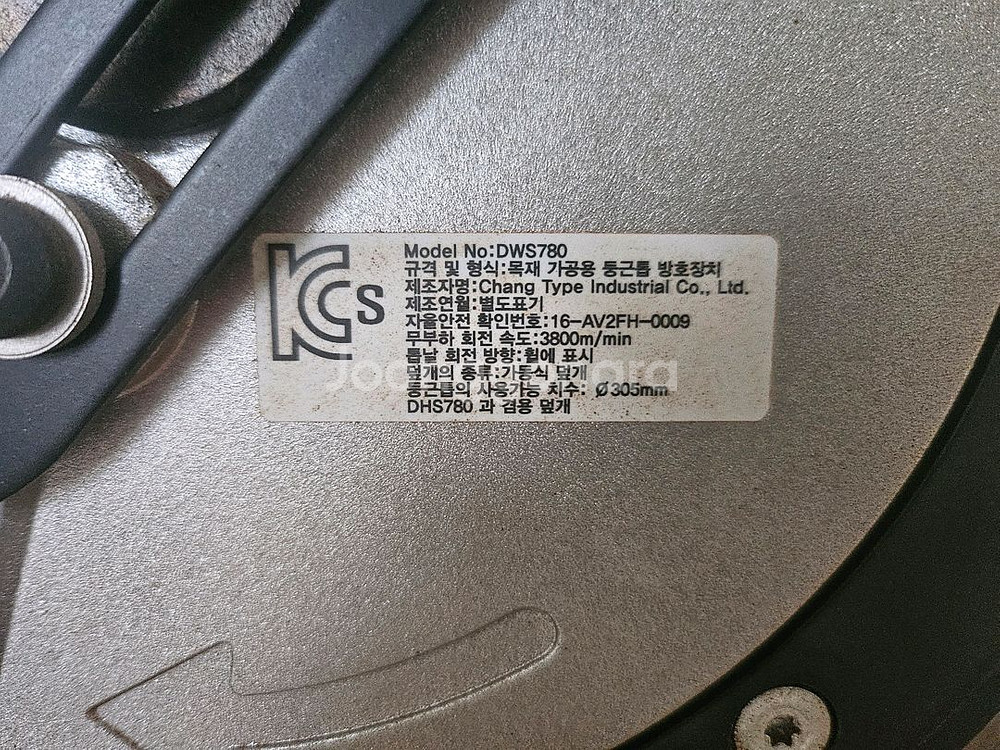 KCs
Model No:DWS780
규격 및 형식:목재 가공용 둥근톱 방호장치
제조자명:Chang Type Industrial Co., Ltd.
제조연월:별도표기
자율안전 확인번호:16-AV2FH-0009
무부하 회전 속도:3800m/min
톱날 회전 방향:휠에 표시
덮개의 종류:가동식 덮개
둥근톱의 사용가능 치수: Ø305mm
DHS780 과 겸용 덮개